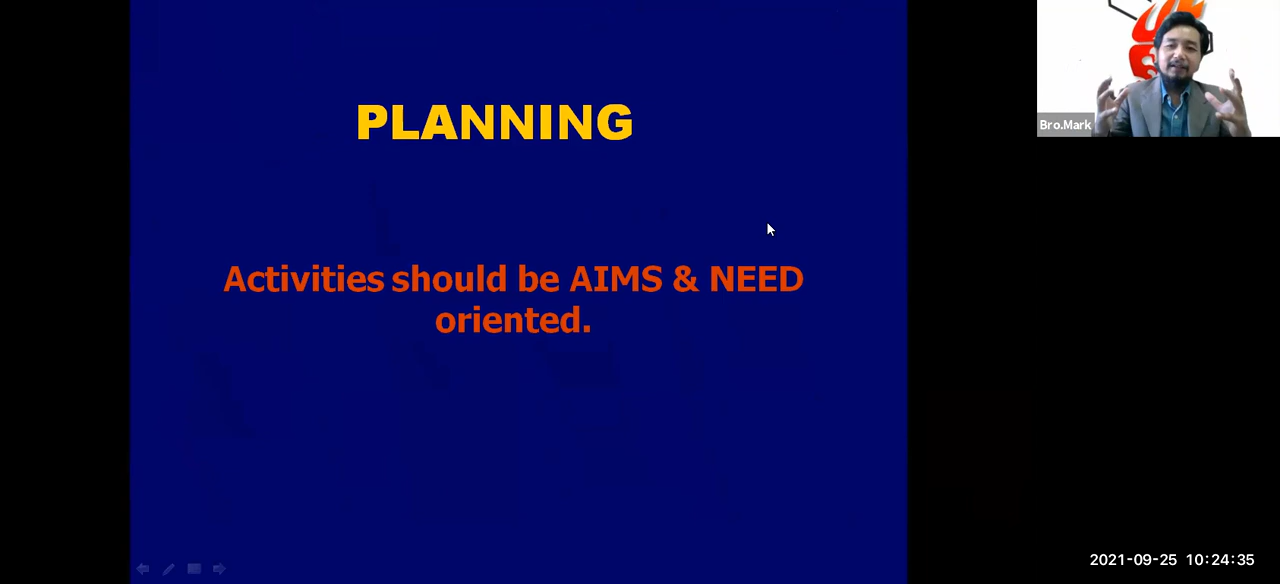 PLANNING
Activities should be AIMS & NEED
oriented.
Bro.Mark
2021-09-25 10:24:35